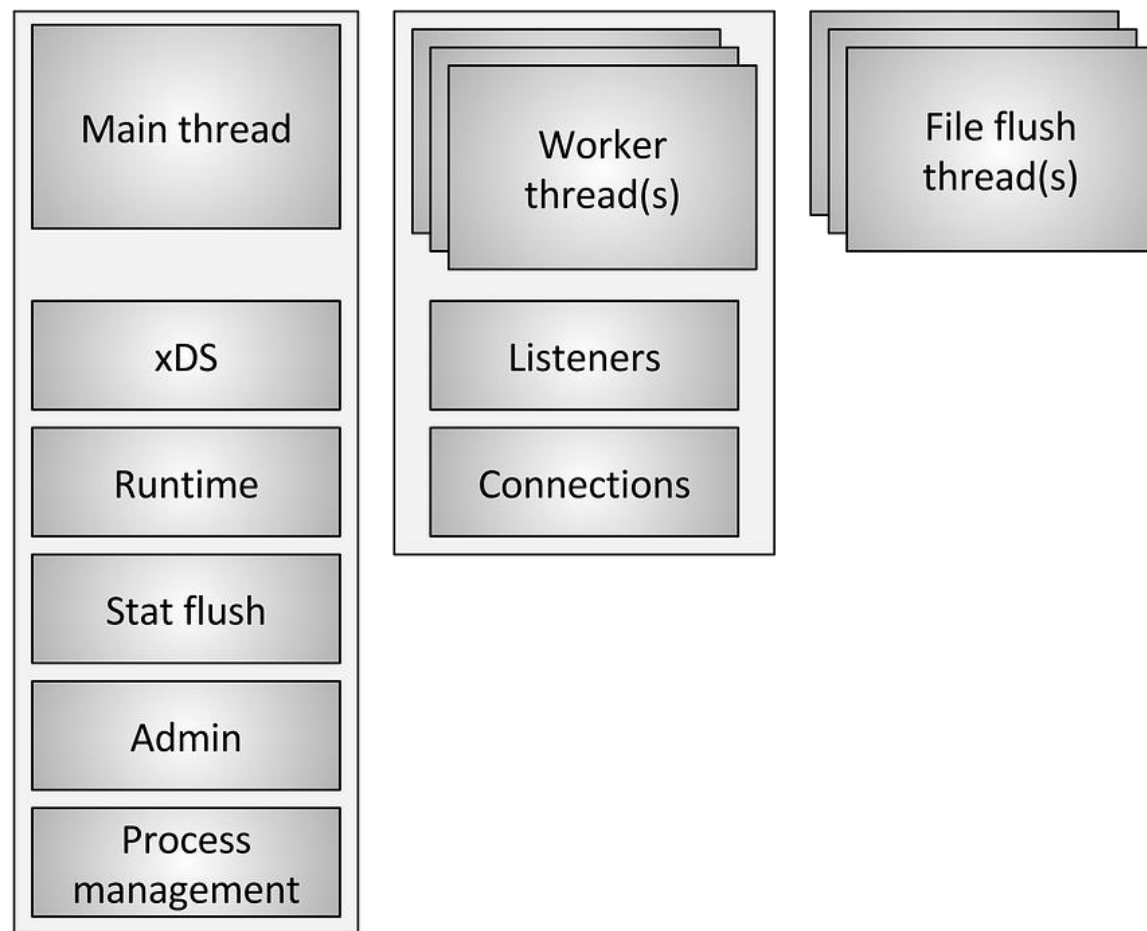 Main thread
xDS
Runtime
Stat flush
Admin
Process
management
Worker
thread(s)
Listeners
Connections
File flush
thread(s)